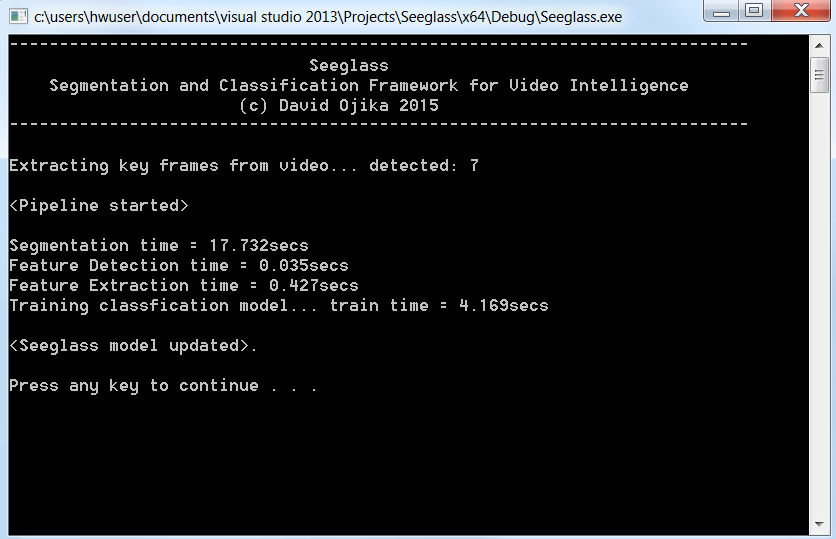 c:\users\hwuser\documents\visual studio 2013\Projects\Seeglass\x64\Debug\Seeglass.exe
--------------------------------------------------------------------------
Seeglass
Segmentation and Classification Framework for Video Intelligence
(c) David Ojika 2015
--------------------------------------------------------------------------
Extracting key frames from video... detected: 7
<Pipeline started>
Segmentation time = 17.732secs
Feature Detection time = 0.035secs
Feature Extraction time = 0.427secs
Training classfication model... train time = 4.169secs
<Seeglass model updated>.
Press any key to continue . . .